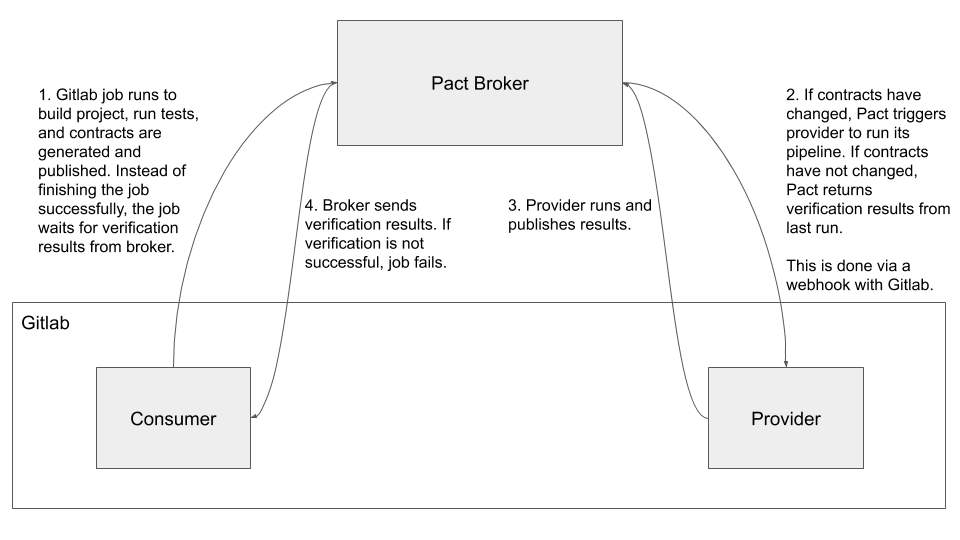 Pact Broker
1. Gitlab job runs to
build project, run tests,
and contracts are
generated and
published. Instead of
finishing the job
successfully, the job
waits for verification
results from broker.
2. If contracts have
changed, Pact triggers
provider to run its
pipeline. If contracts
have not changed,
Pact returns
verification results from
last run.
This is done via a
webhook with Gitlab.
4. Broker sends
verification results. If
verification is not
successful, job fails.
3. Provider runs and
publishes results.
Gitlab
Consumer
Provider